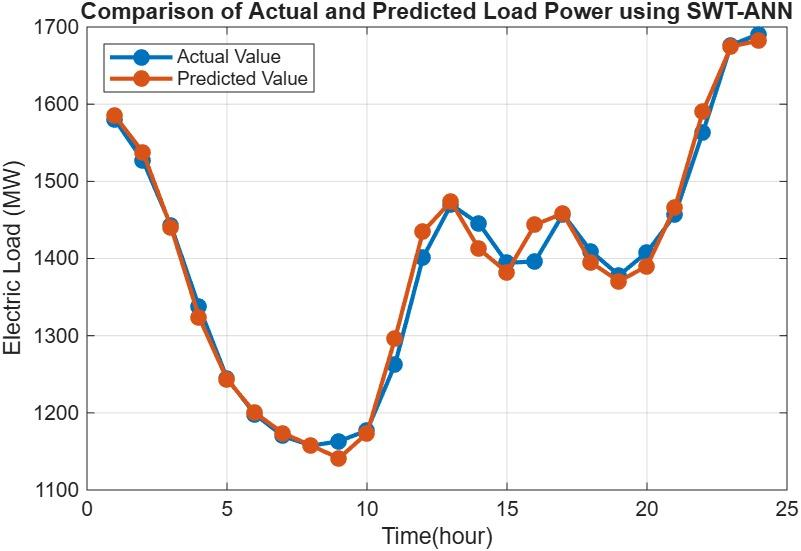 Comparison of Actual and Predicted Load Power using SWT-ANN
Actual Value
Predicted Value
1700
1600
1500
1400
1300
1200
1100
Electric Load (MW)
0 5 10 15 20 25
Time(hour)